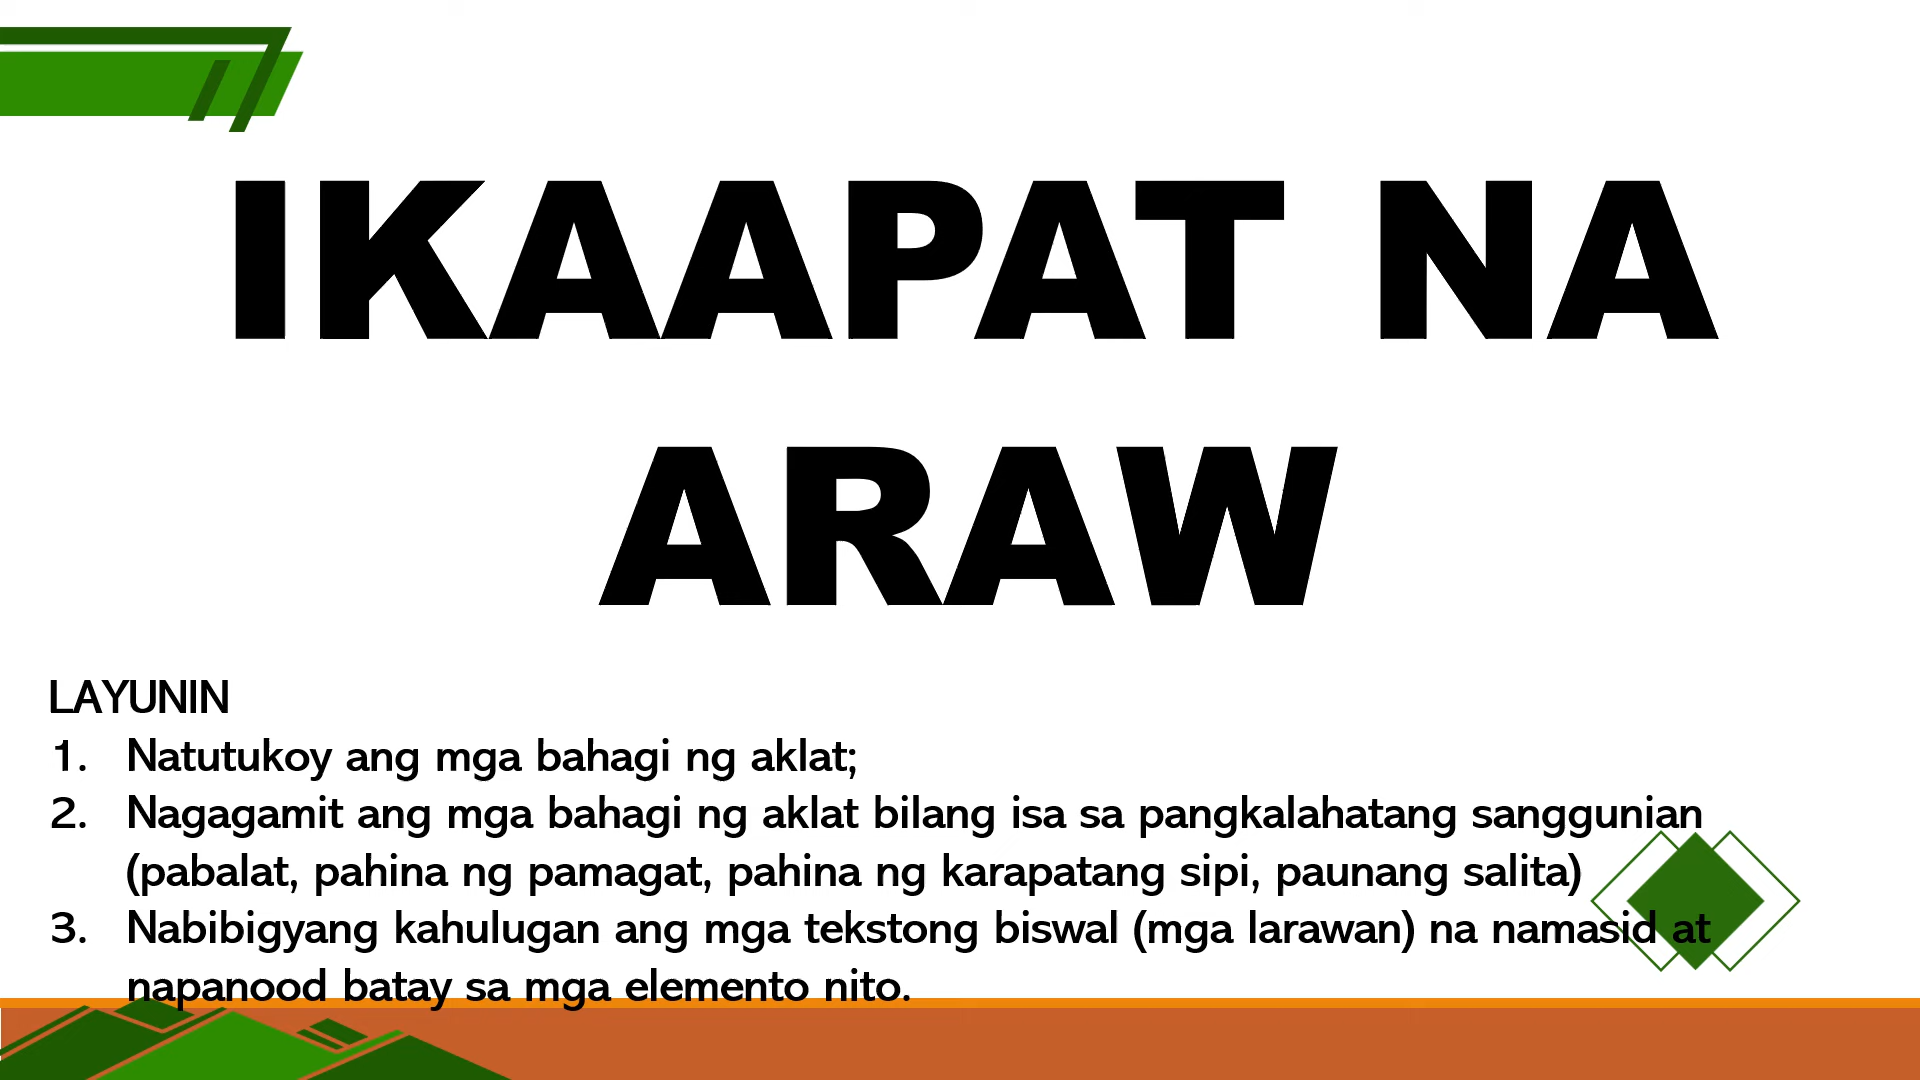 IKAAPAT NA
ARAW
LAYUNIN
1. Natutukoy ang mga bahagi ng aklat;
2. Nagagamit ang mga bahagi ng aklat bilang isa sa pangkalahatang sanggunian
(pabalat, pahina ng pamagat, pahina ng karapatang sipi, paunang salita)
3. Nabibigyang kahulugan ang mga tekstong biswal (mga larawan) na namasid at
napanood batay sa mga elemento nito.